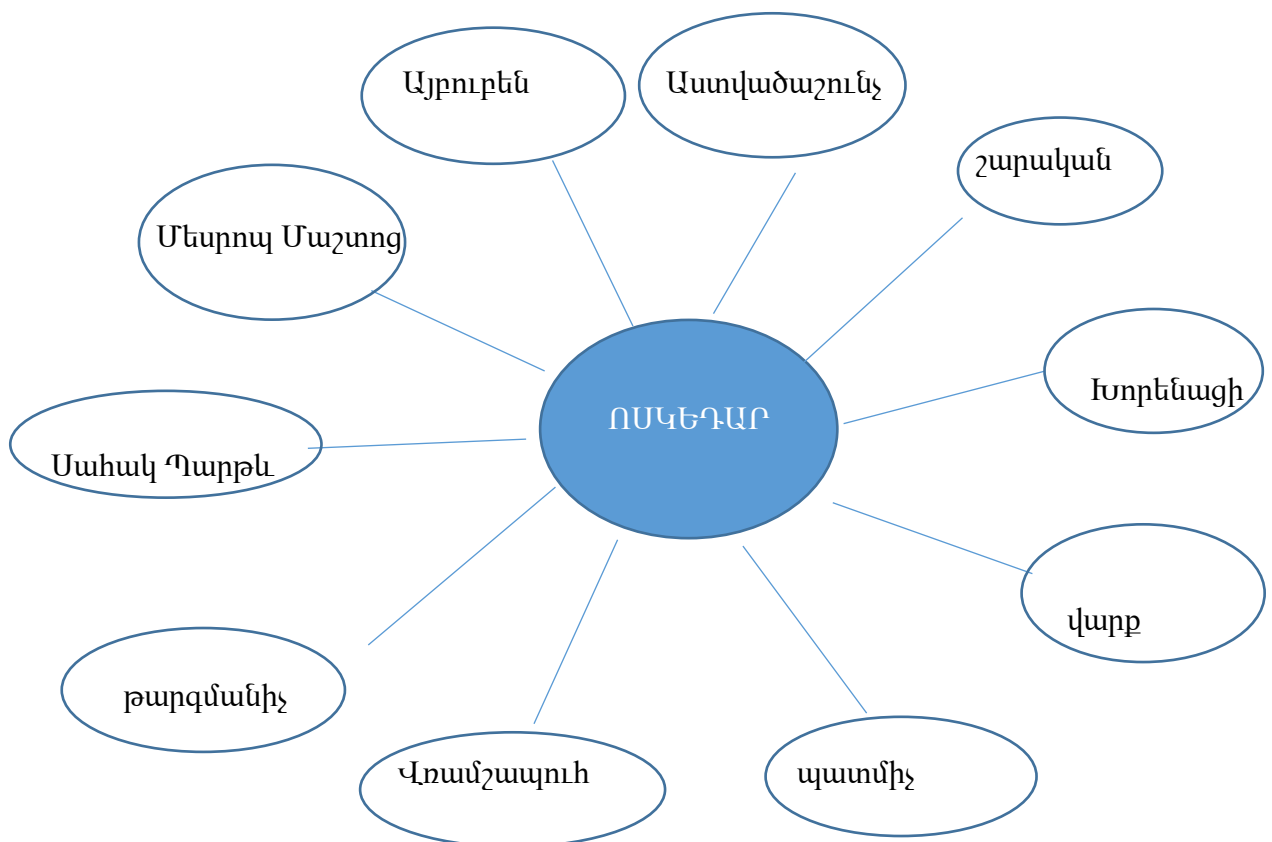 Այբուբեն
Աստվածաշունչ
շարական
Մեսրոպ Մաշտոց
Խորենացի
ՈՍԿԵԴԱՐ
Սահակ Պարթև
վարք
թարգմանիչ
Վռամշապուհ
պատմիչ